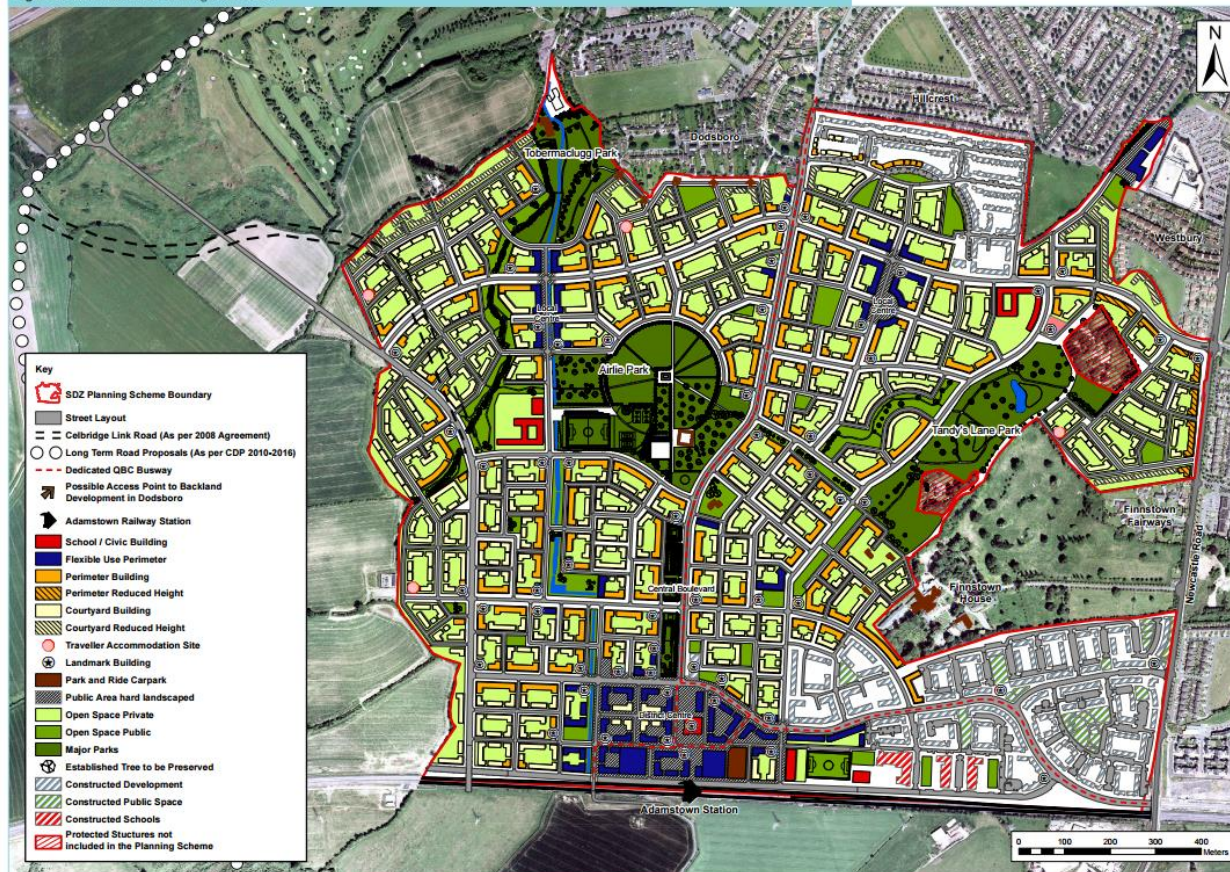 N
Hillcrest
Dodsboro
Tobermaclugg Park
Westbury
Local
Centre
Local
Centre
Airlie Park
Tandy's Lane Park
Finnstown
Fairways
Newcastle Road
Finnstown
House
Central Boulevard
District Centre
Adamstown Station
Key
SDZ Planning Scheme Boundary
Street Layout
Celbridge Link Road (As per 2008 Agreement)
Long Term Road Proposals (As per CDP 2010-2016)
Dedicated QBC Busway
Possible Access Point to Backland
Development in Dodsboro
Adamstown Railway Station
School / Civic Building
Flexible Use Perimeter
Perimeter Building
Perimeter Reduced Height
Courtyard Building
Courtyard Reduced Height
Traveller Accommodation Site
Landmark Building
Park and Ride Carpark
Public Area hard landscaped
Open Space Private
Open Space Public
Major Parks
Established Tree to be Preserved
Constructed Development
Constructed Public Space
Constructed Schools
Protected Stuctures not
included in the Planning Scheme
0 100 200 300 400
Meters